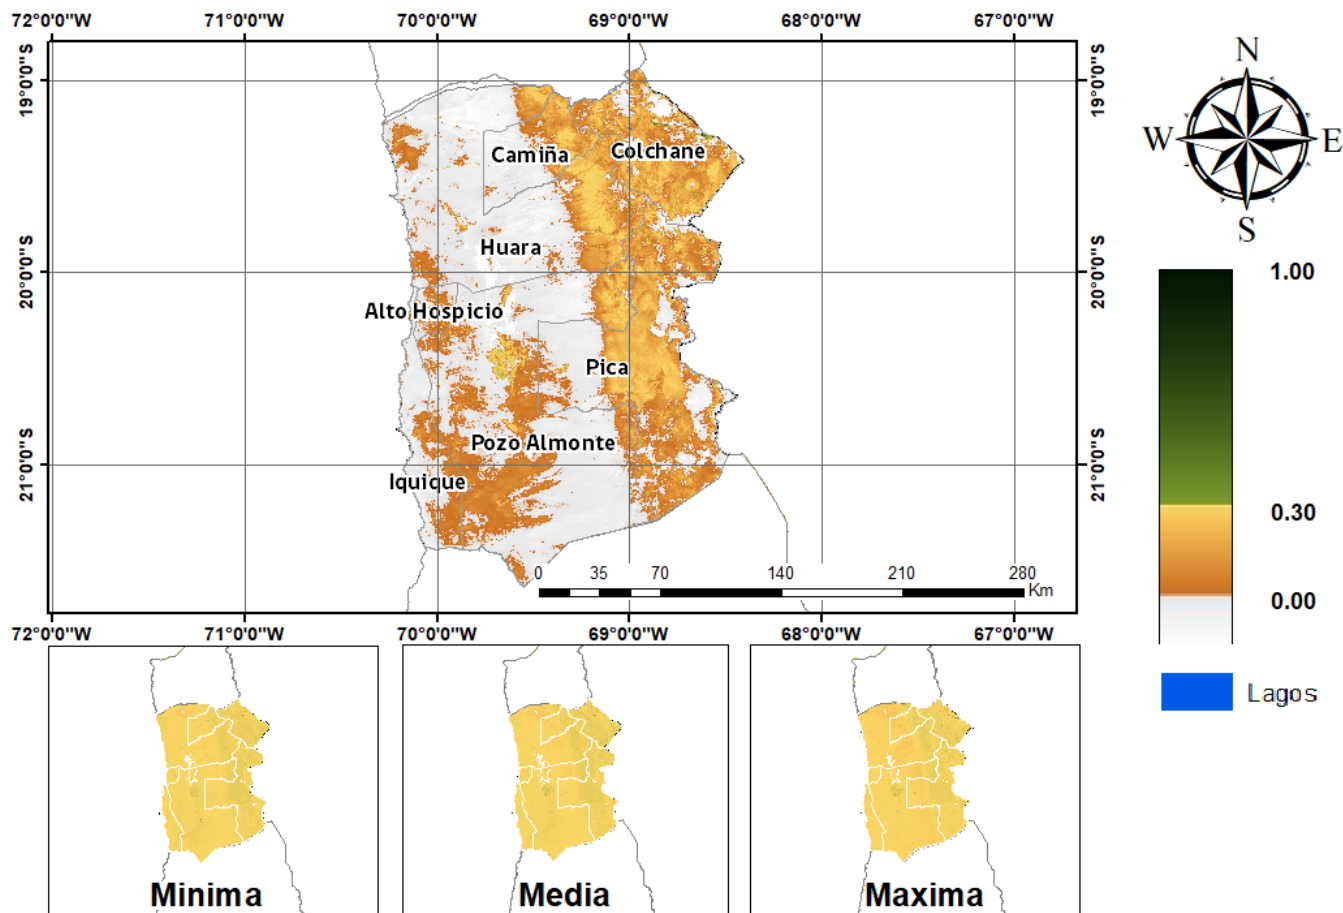 72°0'0"W 71°0'0"W 70°0'0"W 69°0'0"W 68°0'0"W 67°0'0"W
19°0'0"S
19°0'0"S
20°0'0"S
20°0'0"S
21°0'0"S
21°0'0"S
Camiña
Colchane
Huara
Alto Hospicio
Pica
Pozo Almonte
Iquique
0 35 70 140 210 280
Km
72°0'0"W 71°0'0"W 70°0'0"W 69°0'0"W 68°0'0"W 67°0'0"W
N
W E
S
1.00
0.30
0.00
Lagos
Minima
Media
Maxima